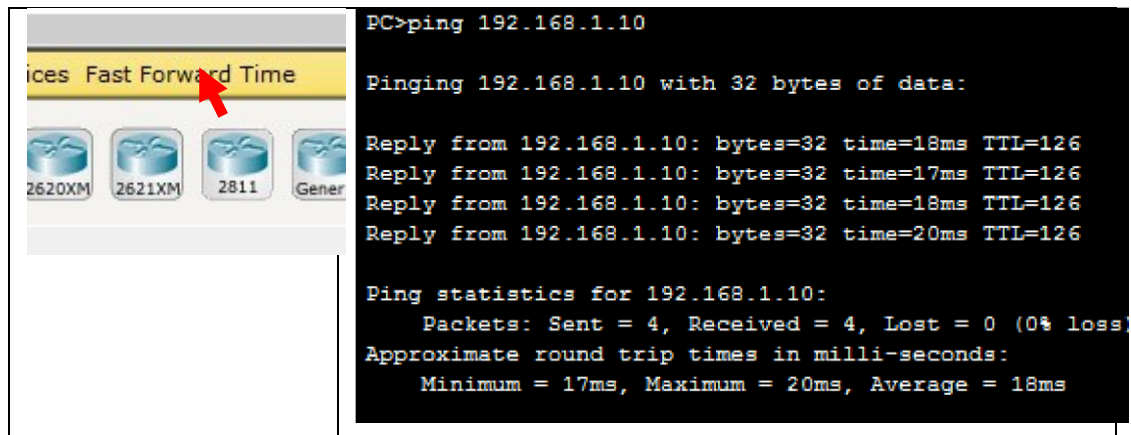 ices Fast Forward Time
2620XM 2621XM 2811 Gener
PC>ping 192.168.1.10
Pinging 192.168.1.10 with 32 bytes of data:
Reply from 192.168.1.10: bytes=32 time=18ms TTL=126
Reply from 192.168.1.10: bytes=32 time=17ms TTL=126
Reply from 192.168.1.10: bytes=32 time=18ms TTL=126
Reply from 192.168.1.10: bytes=32 time=20ms TTL=126
Ping statistics for 192.168.1.10:
Packets: Sent = 4, Received = 4, Lost = 0 (0% loss)
Approximate round trip times in milli-seconds:
Minimum = 17ms, Maximum = 20ms, Average = 18ms